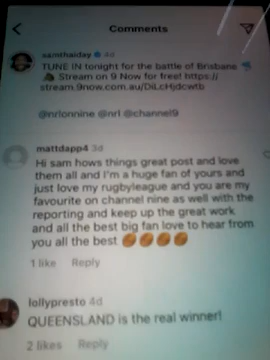 Comments
samthaiday 4d
TUNE IN tonight for the battle of Brisbane
Stream on 9 Now for free! https://
stream.9now.com.au/DiLcHjdcwtb
@nrlonnine @nrl @channel9
mattdapp4 3d
Hi sam hows things great post and love
them all and I'm a huge fan of yours and
just love my rugbyleague and you are my
favourite on channel nine as well with the
reporting and keep up the great work
and all the best big fan love to hear from
you all the best 🏉🏉🏉🏉
1 like Reply
lollypresto 4d
QUEENSLAND is the real winner!
2 likes Reply